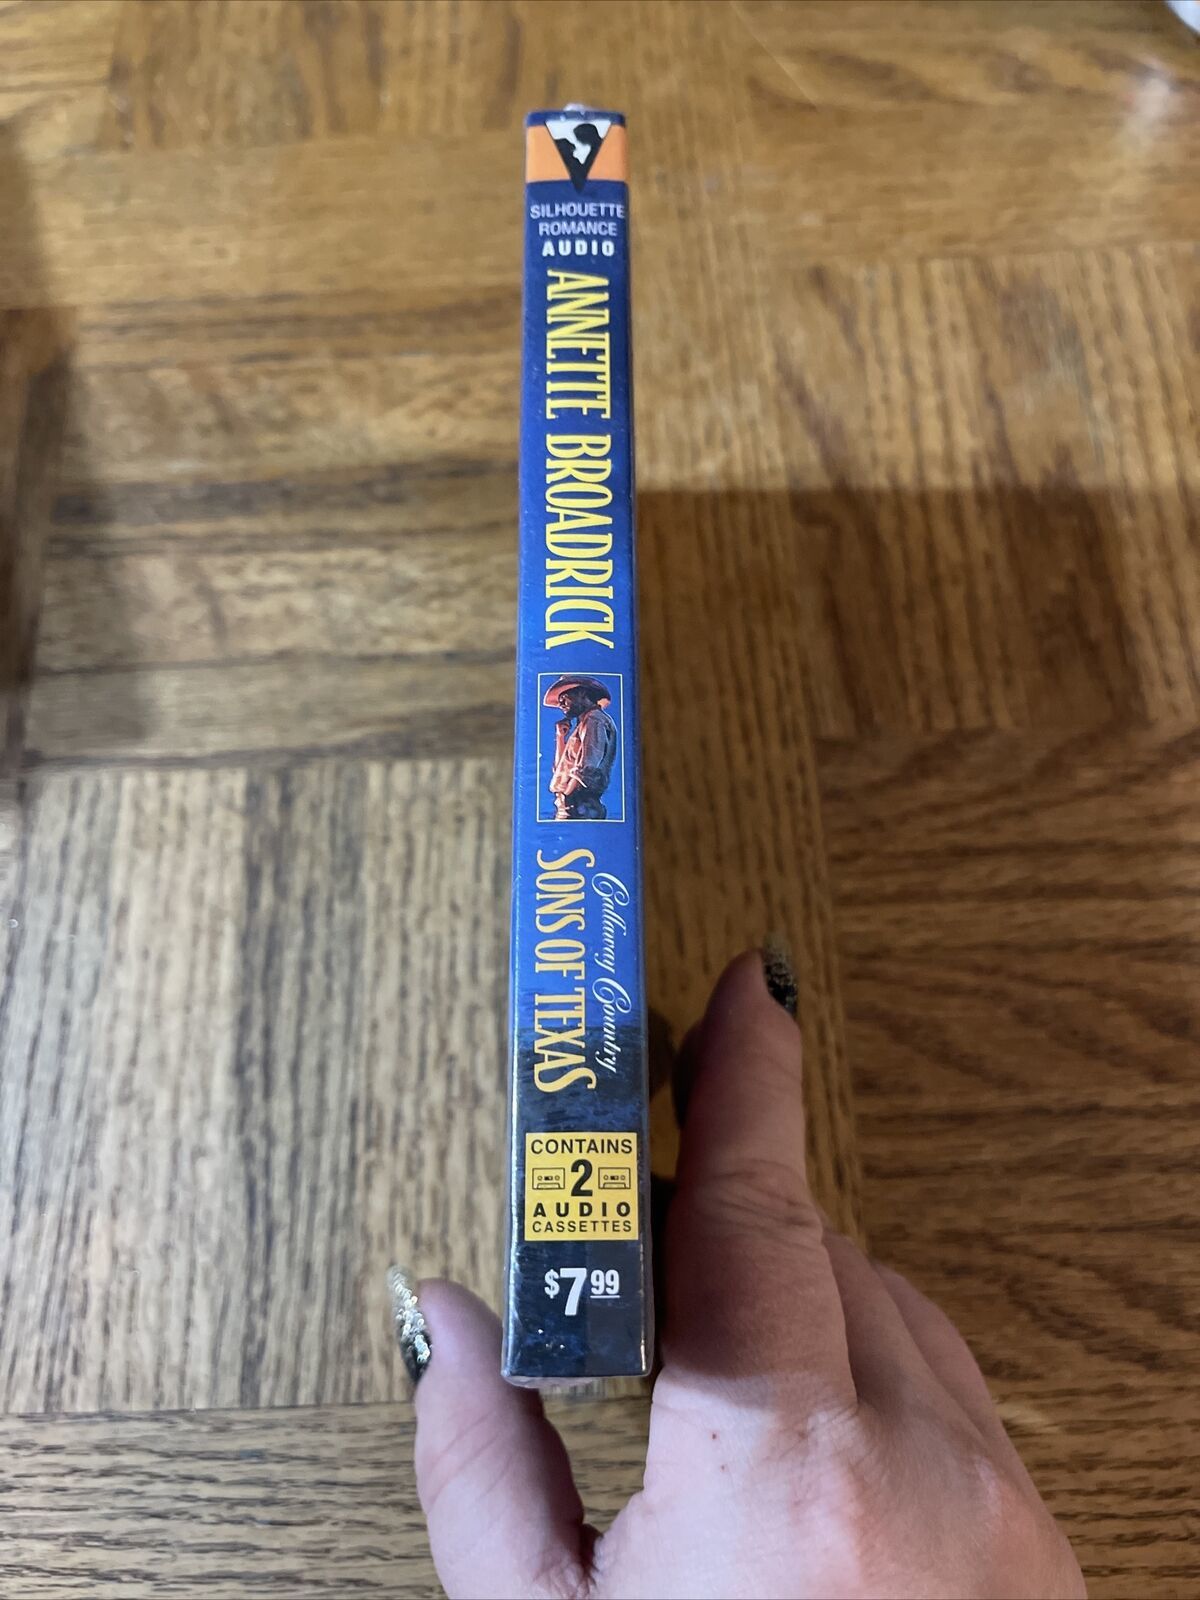 SILHOUETTE
ROMANCE
AUDIO
ANNETTE BROADRICK
Callaway Country
SONS OF TEXAS
CONTAINS
2
AUDIO
CASSETTES
$7.99